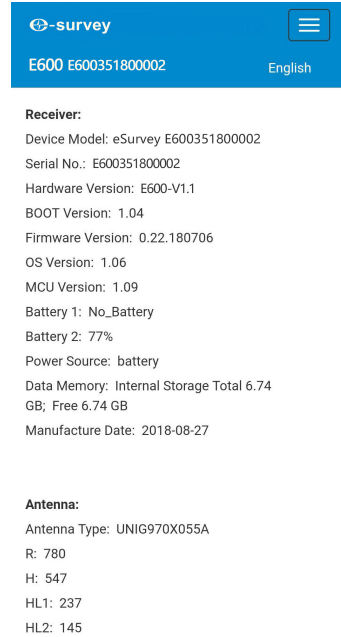 e-survey
E600 E600351800002
English
Receiver:
Device Model: eSurvey E600351800002
Serial No.: E600351800002
Hardware Version: E600-V1.1
BOOT Version: 1.04
Firmware Version: 0.22.180706
OS Version: 1.06
MCU Version: 1.09
Battery 1: No_Battery
Battery 2: 77%
Power Source: battery
Data Memory: Internal Storage Total 6.74
GB; Free 6.74 GB
Manufacture Date: 2018-08-27
Antenna:
Antenna Type: UNIG970X055A
R: 780
H: 547
HL1: 237
HL2: 145